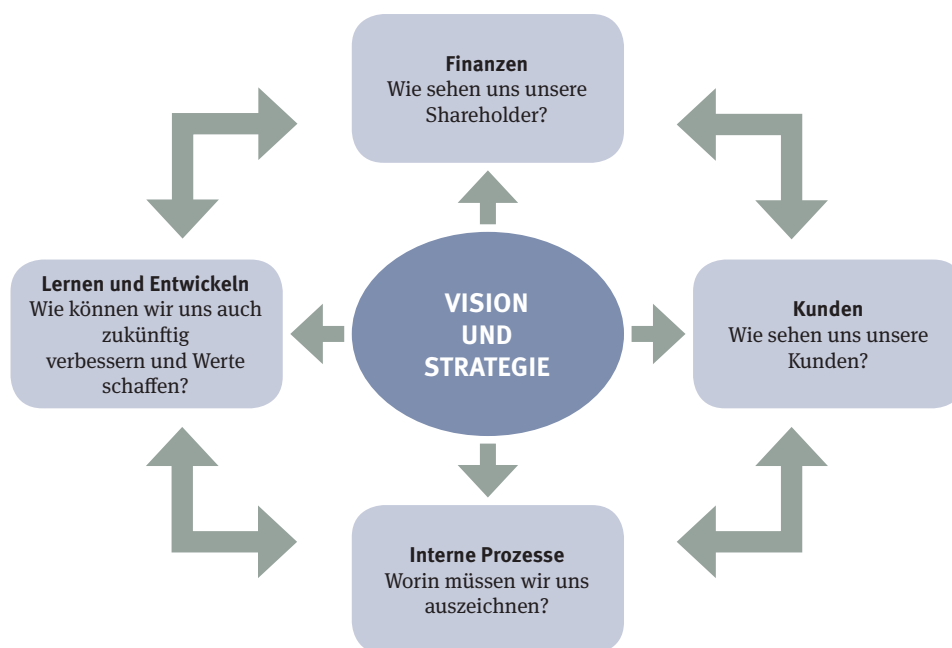 Finanzen
Wie sehen uns unsere
Shareholder?
Lernen und Entwickeln
Wie können wir uns auch
zukünftig
verbessern und Werte
schaffen?
VISION
UND
STRATEGIE
Kunden
Wie sehen uns unsere
Kunden?
Interne Prozesse
Worin müssen wir uns
auszeichnen?